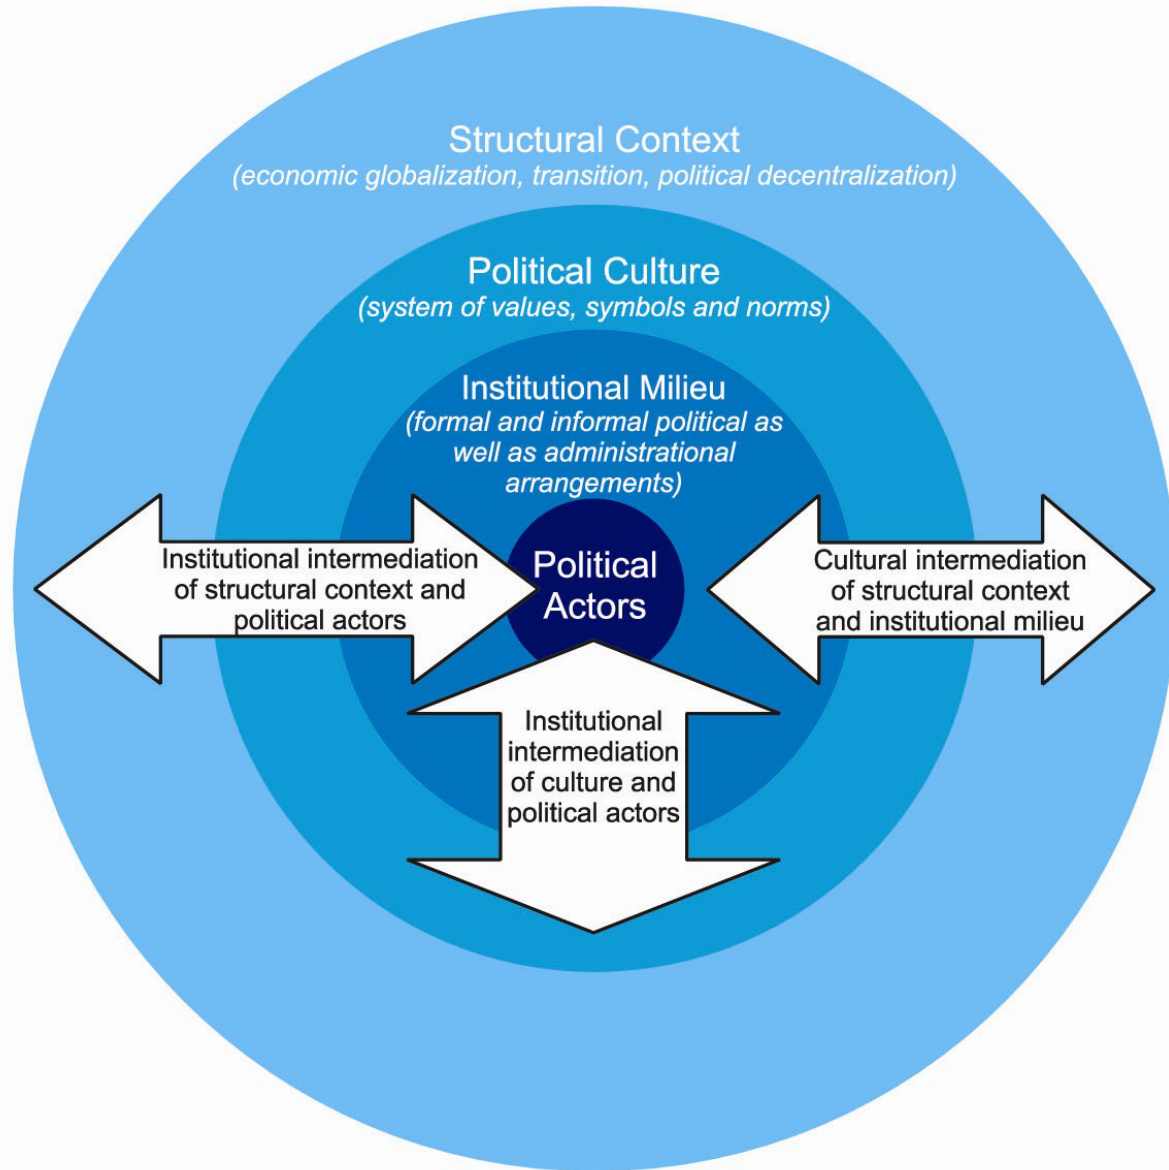 Structural Context
(economic globalization, transition, political decentralization)
Political Culture
(system of values, symbols and norms)
Institutional Milieu
(formal and informal political as
well as administrational
arrangements)
Political
Actors
Institutional intermediation
of structural context and
political actors
Cultural intermediation
of structural context
and institutional milieu
Institutional
intermediation
of culture and
political actors